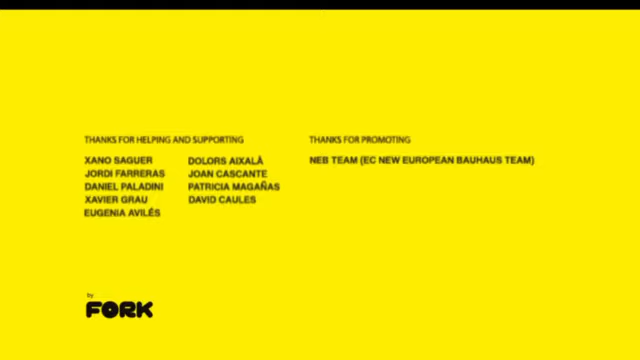 THANKS FOR HELPING AND SUPPORTING
XANO SAGUER
JORDI FARRERAS
DANIEL PALADINI
XAVIER GRAU
EUGENIA AVILÉS
DOLORS AIXALÀ
JOAN CASCANTE
PATRICIA MAGAÑAS
DAVID CAULES
THANKS FOR PROMOTING
NEB TEAM (EC NEW EUROPEAN BAUHAUS TEAM)
by
FORK